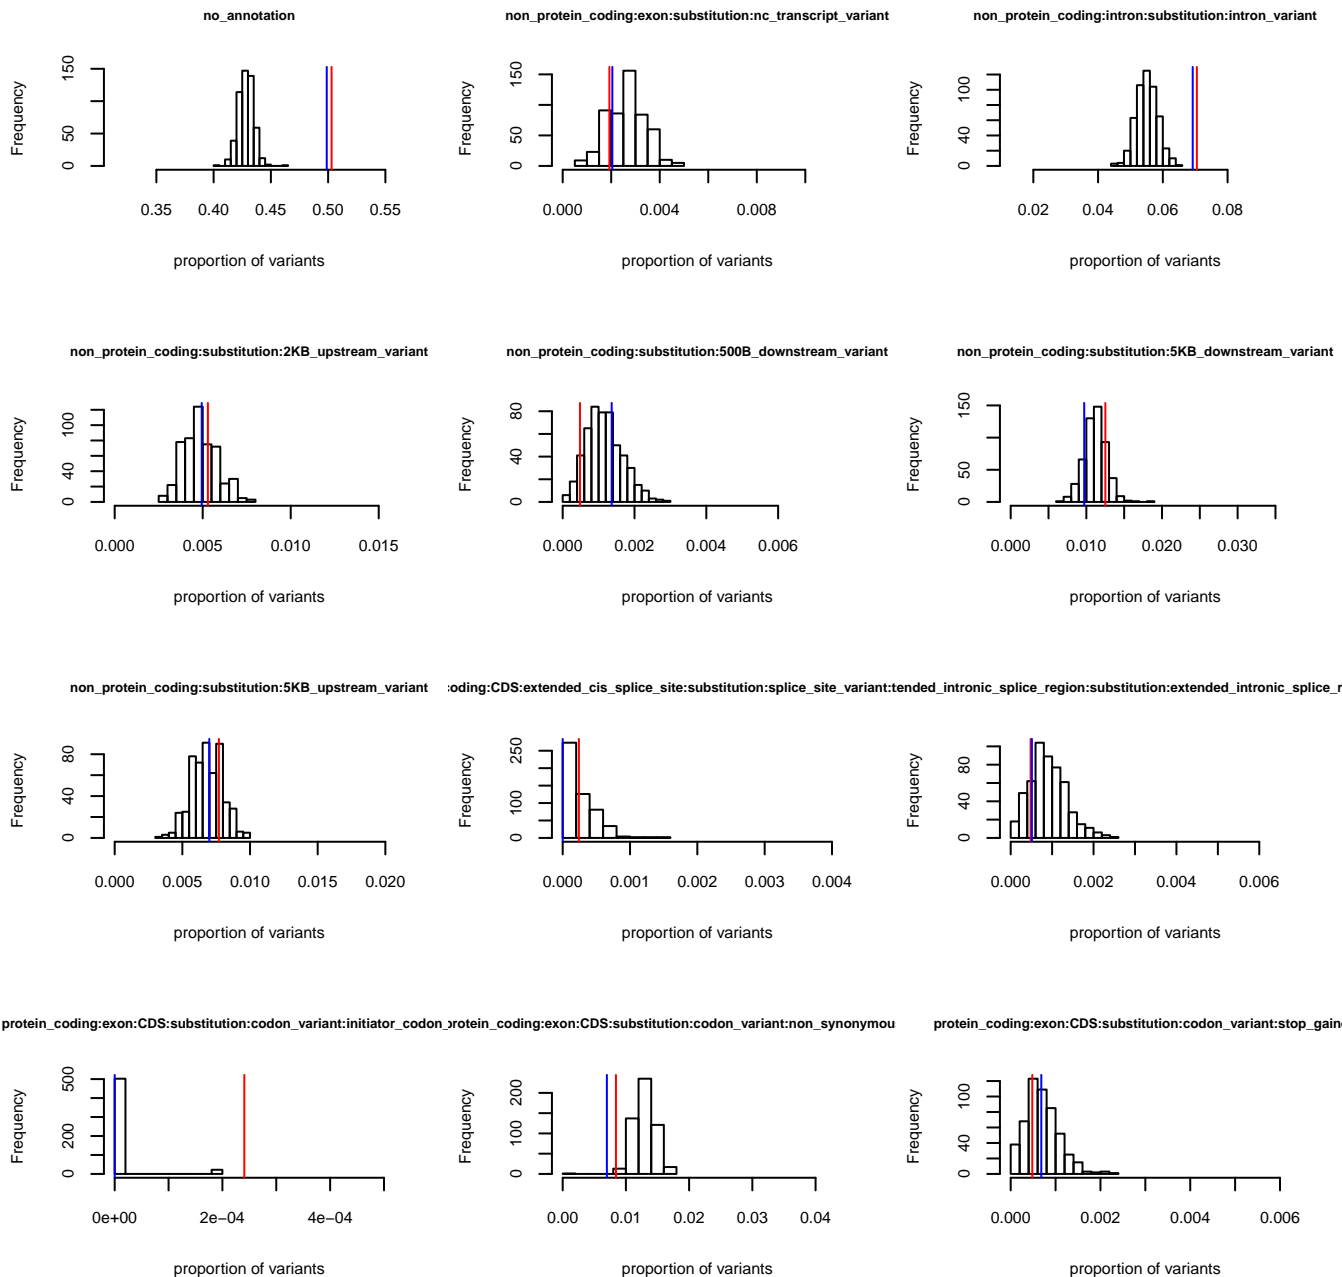 no_annotation
Frequency
0 50 150
0.35 0.40 0.45 0.50 0.55
proportion of variants
non_protein_coding:exon:substitution:nc_transcript_variant
Frequency
0 50 150
0.000 0.004 0.008
proportion of variants
non_protein_coding:intron:substitution:intron_variant
Frequency
0 40 100
0.02 0.04 0.06 0.08
proportion of variants
non_protein_coding:substitution:2KB_upstream_variant
Frequency
0 40 100
0.000 0.005 0.010 0.015
proportion of variants
non_protein_coding:substitution:500B_downstream_variant
Frequency
0 40 80
0.000 0.002 0.004 0.006
proportion of variants
non_protein_coding:substitution:5KB_downstream_variant
Frequency
0 50 150
0.000 0.010 0.020 0.030
proportion of variants
non_protein_coding:substitution:5KB_upstream_variant
Frequency
0 40 80
0.000 0.005 0.010 0.015 0.020
proportion of variants
coding:CDS:extended_cis_splice_site:substitution:splice_site_variant:
Frequency
0 100 250
0.000 0.001 0.002 0.003 0.004
proportion of variants
tended_intronic_splice_region:substitution:extended_intronic_splice_r
Frequency
0 40 80
0.000 0.002 0.004 0.006
proportion of variants
protein_coding:exon:CDS:substitution:codon_variant:initiator_codon_
Frequency
0 200 500
0e+00 2e−04 4e−04
proportion of variants
protein_coding:exon:CDS:substitution:codon_variant:non_synonymou
Frequency
0 100 200
0.00 0.01 0.02 0.03 0.04
proportion of variants
protein_coding:exon:CDS:substitution:codon_variant:stop_gain
Frequency
0 40 100
0.000 0.002 0.004 0.006
proportion of variants